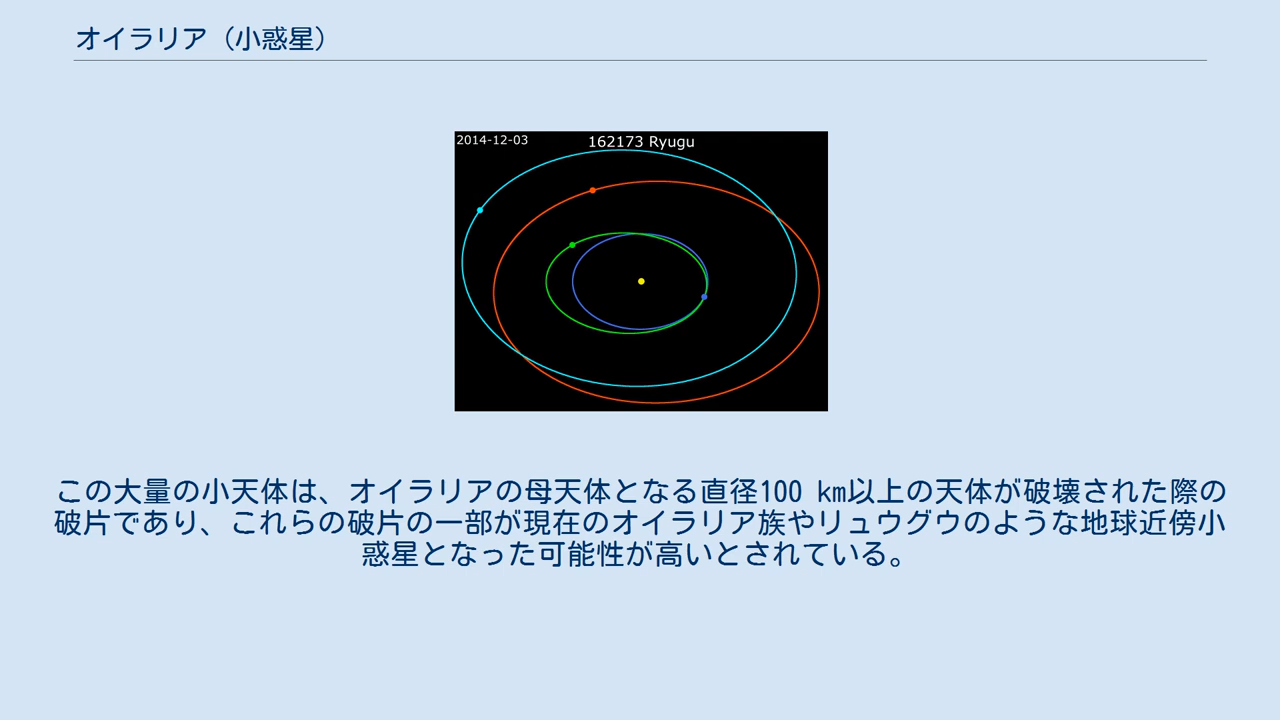 オイラリア（小惑星）
2014-12-03
162173 Ryugu
この大量の小天体は、オイラリアの母天体となる直径100 km以上の天体が破壊された際の
破片であり、これらの破片の一部が現在のオイラリア族やリュウグウのような地球近傍小
惑星となった可能性が高いとされている。